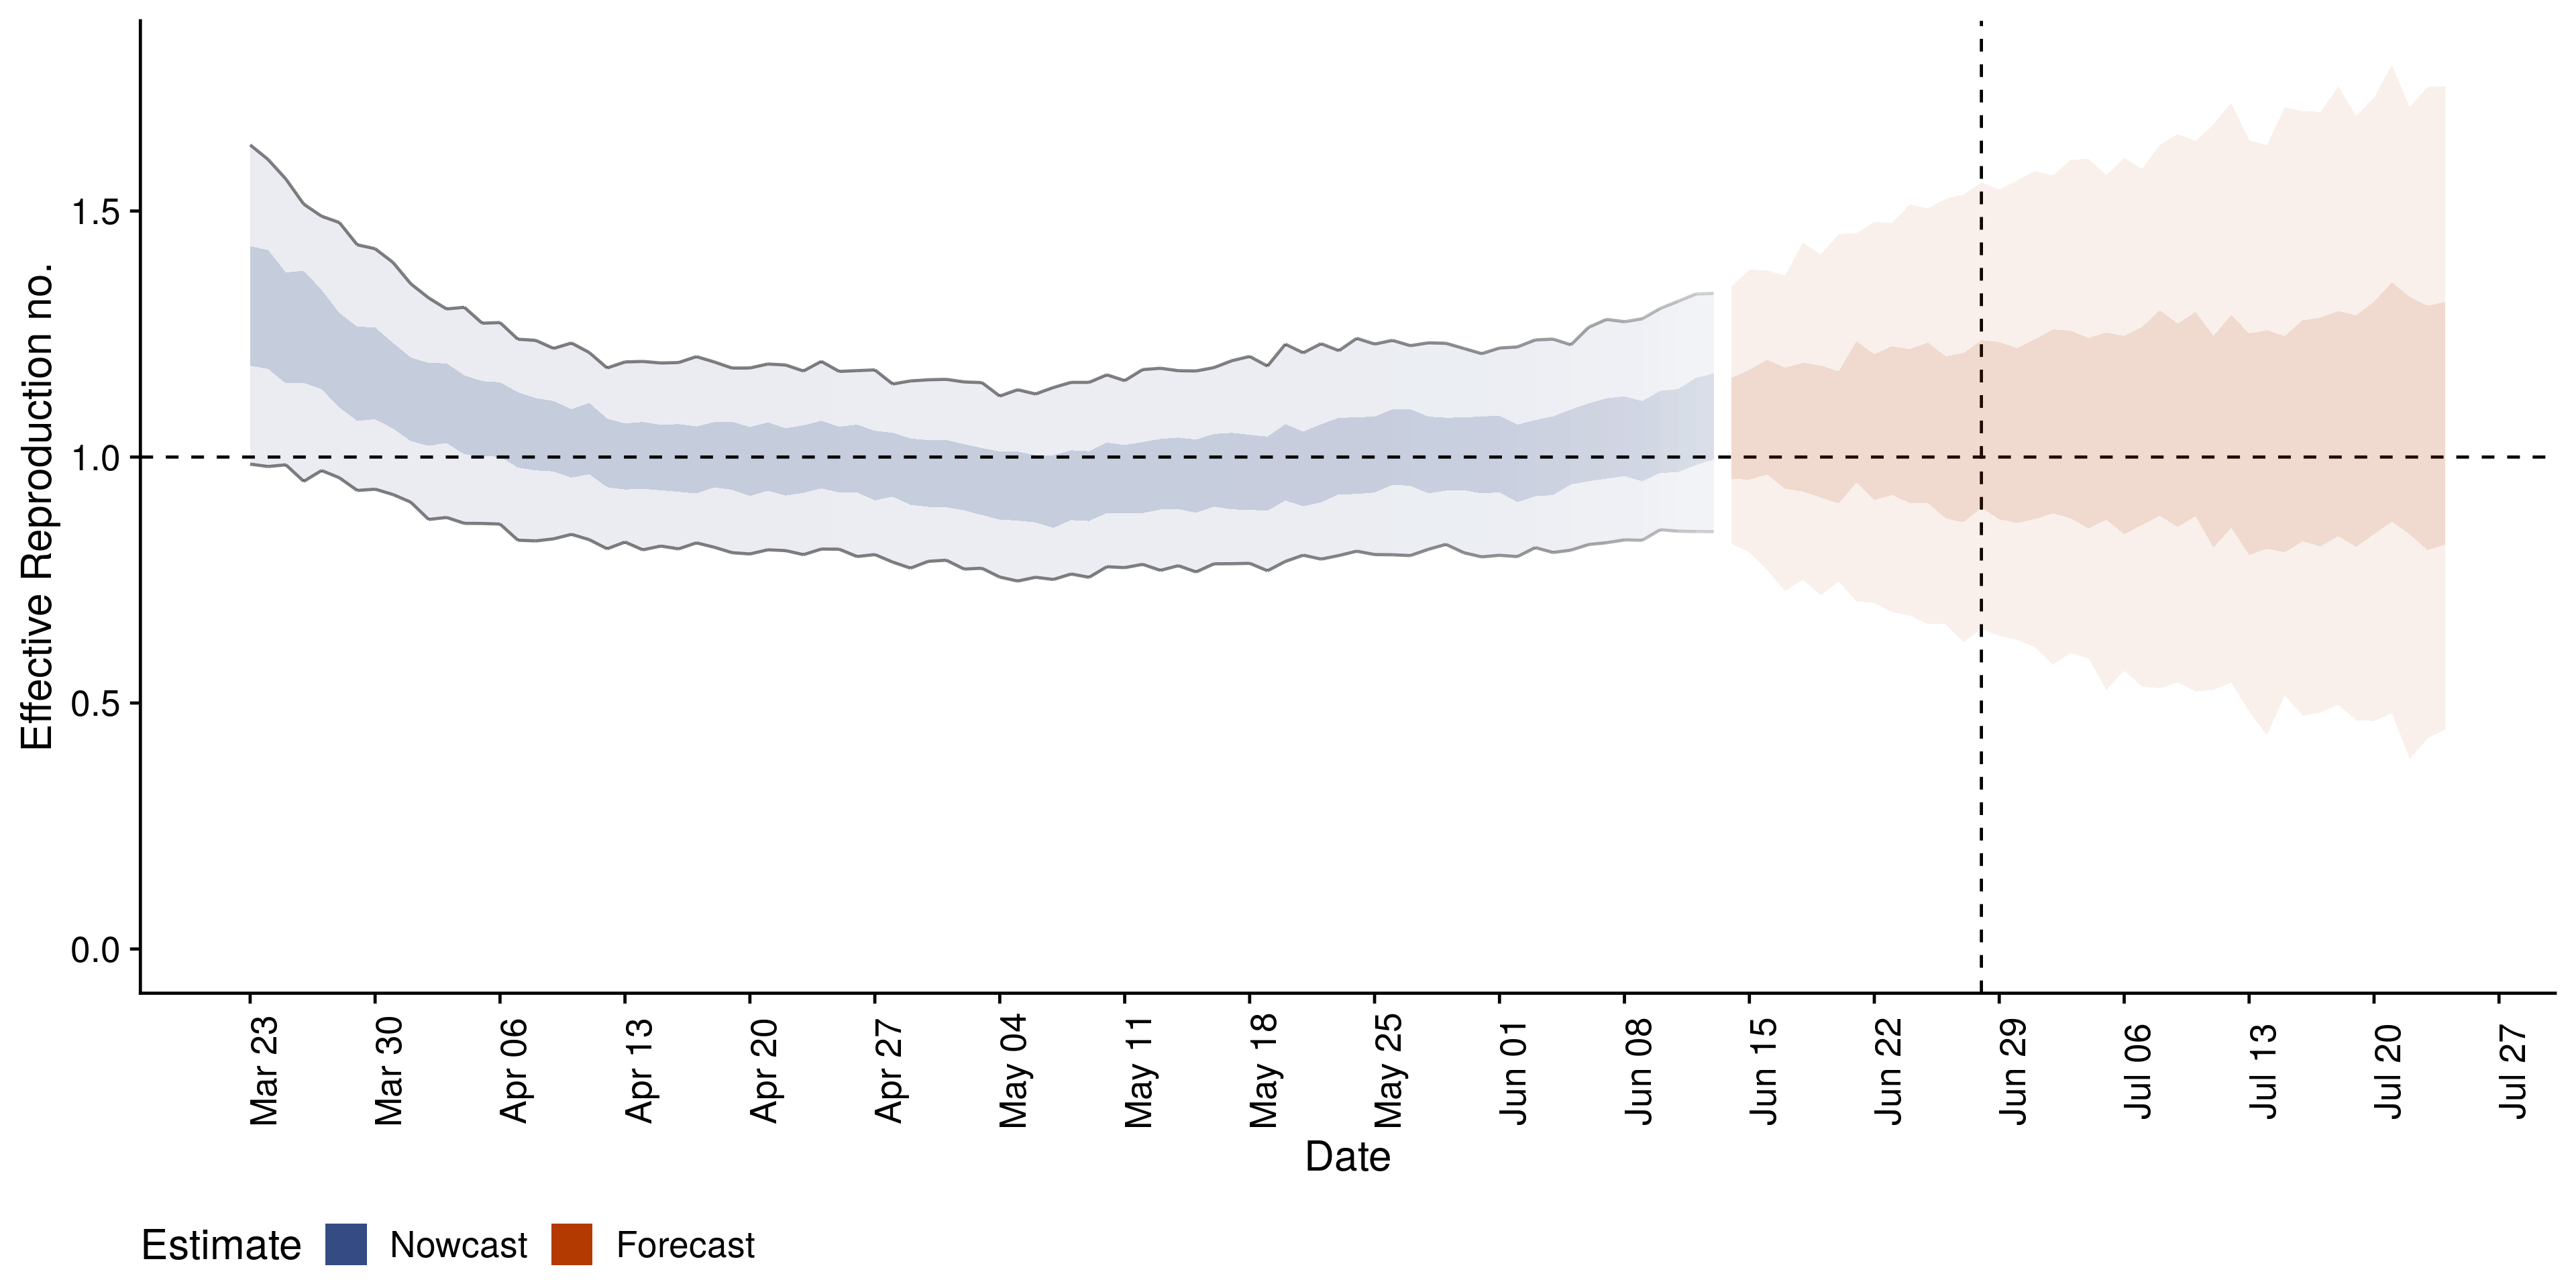 Effective Reproduction no.
1.5
1.0
0.5
0.0
Mar 23
Mar 30
Apr 06
Apr 13
Apr 20
Apr 27
May 04
May 11
May 18
May 25
Jun 01
Jun 08
Jun 15
Jun 22
Jun 29
Jul 06
Jul 13
Jul 20
Jul 27
Date
Estimate Nowcast Forecast